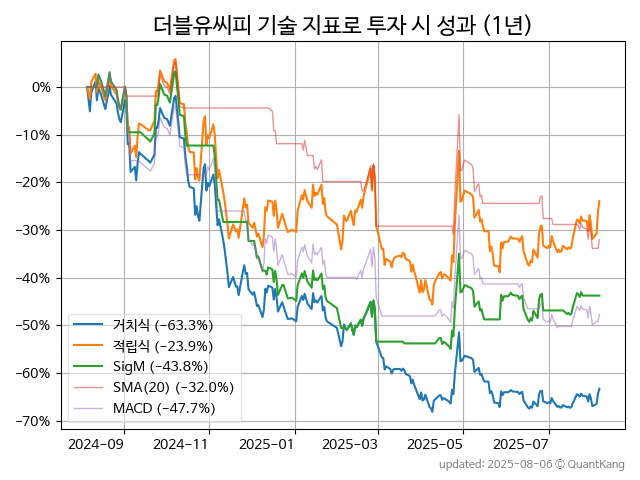 더블유씨피 기술 지표로 투자 시 성과 (1년)
0%
−10%
−20%
−30%
−40%
−50%
−60%
−70%
거치식 (−63.3%)
적립식 (−23.9%)
SigM (−43.8%)
SMA(20) (−32.0%)
MACD (−47.7%)
2024−09 2024−11 2025−01 2025−03 2025−05 2025−07
updated: 2025-08-06 © QuantKang